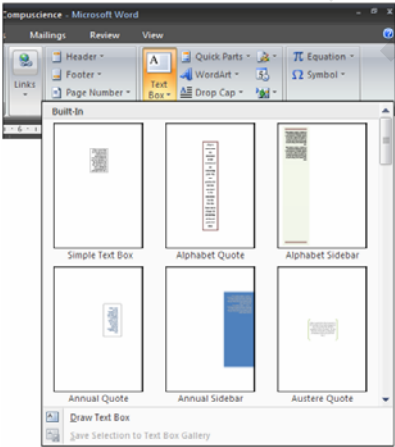 Compuscience - Microsoft Word
s Mailings Review View
Links
Header
Footer
Page Number
A
Text Box
Quick Parts
WordArt
Drop Cap
π Equation
Ω Symbol
Built-In
Simple Text Box Alphabet Quote Alphabet Sidebar
Annual Quote Annual Sidebar Austere Quote
Draw Text Box
Save Selection to Text Box Gallery